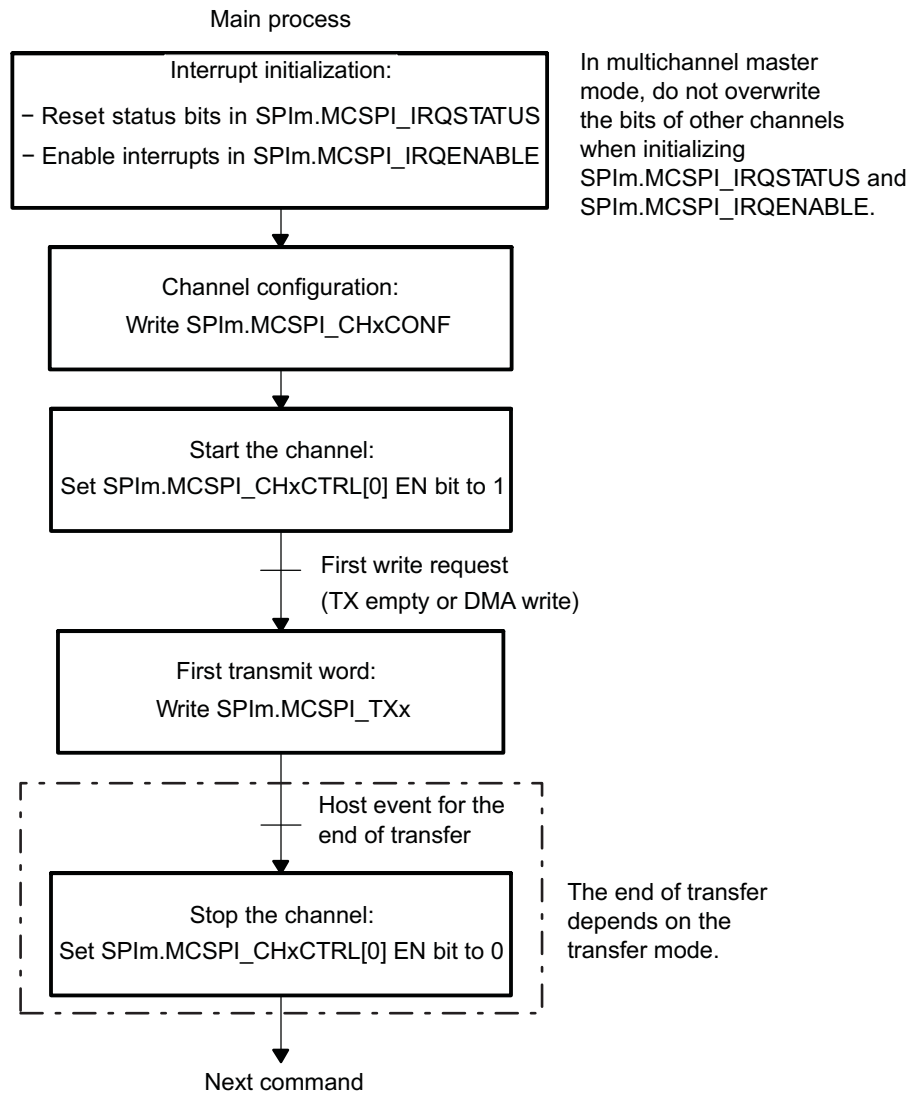 Main process
Interrupt initialization:
− Reset status bits in SPIm.MCSPI_IRQSTATUS
− Enable interrupts in SPIm.MCSPI_IRQENABLE
In multichannel master
mode, do not overwrite
the bits of other channels
when initializing
SPIm.MCSPI_IRQSTATUS and
SPIm.MCSPI_IRQENABLE.
Channel configuration:
Write SPIm.MCSPI_CHxCONF
Start the channel:
Set SPIm.MCSPI_CHxCTRL[0] EN bit to 1
First write request
(TX empty or DMA write)
First transmit word:
Write SPIm.MCSPI_TXx
Host event for the
end of transfer
Stop the channel:
Set SPIm.MCSPI_CHxCTRL[0] EN bit to 0
The end of transfer
depends on the
transfer mode.
Next command